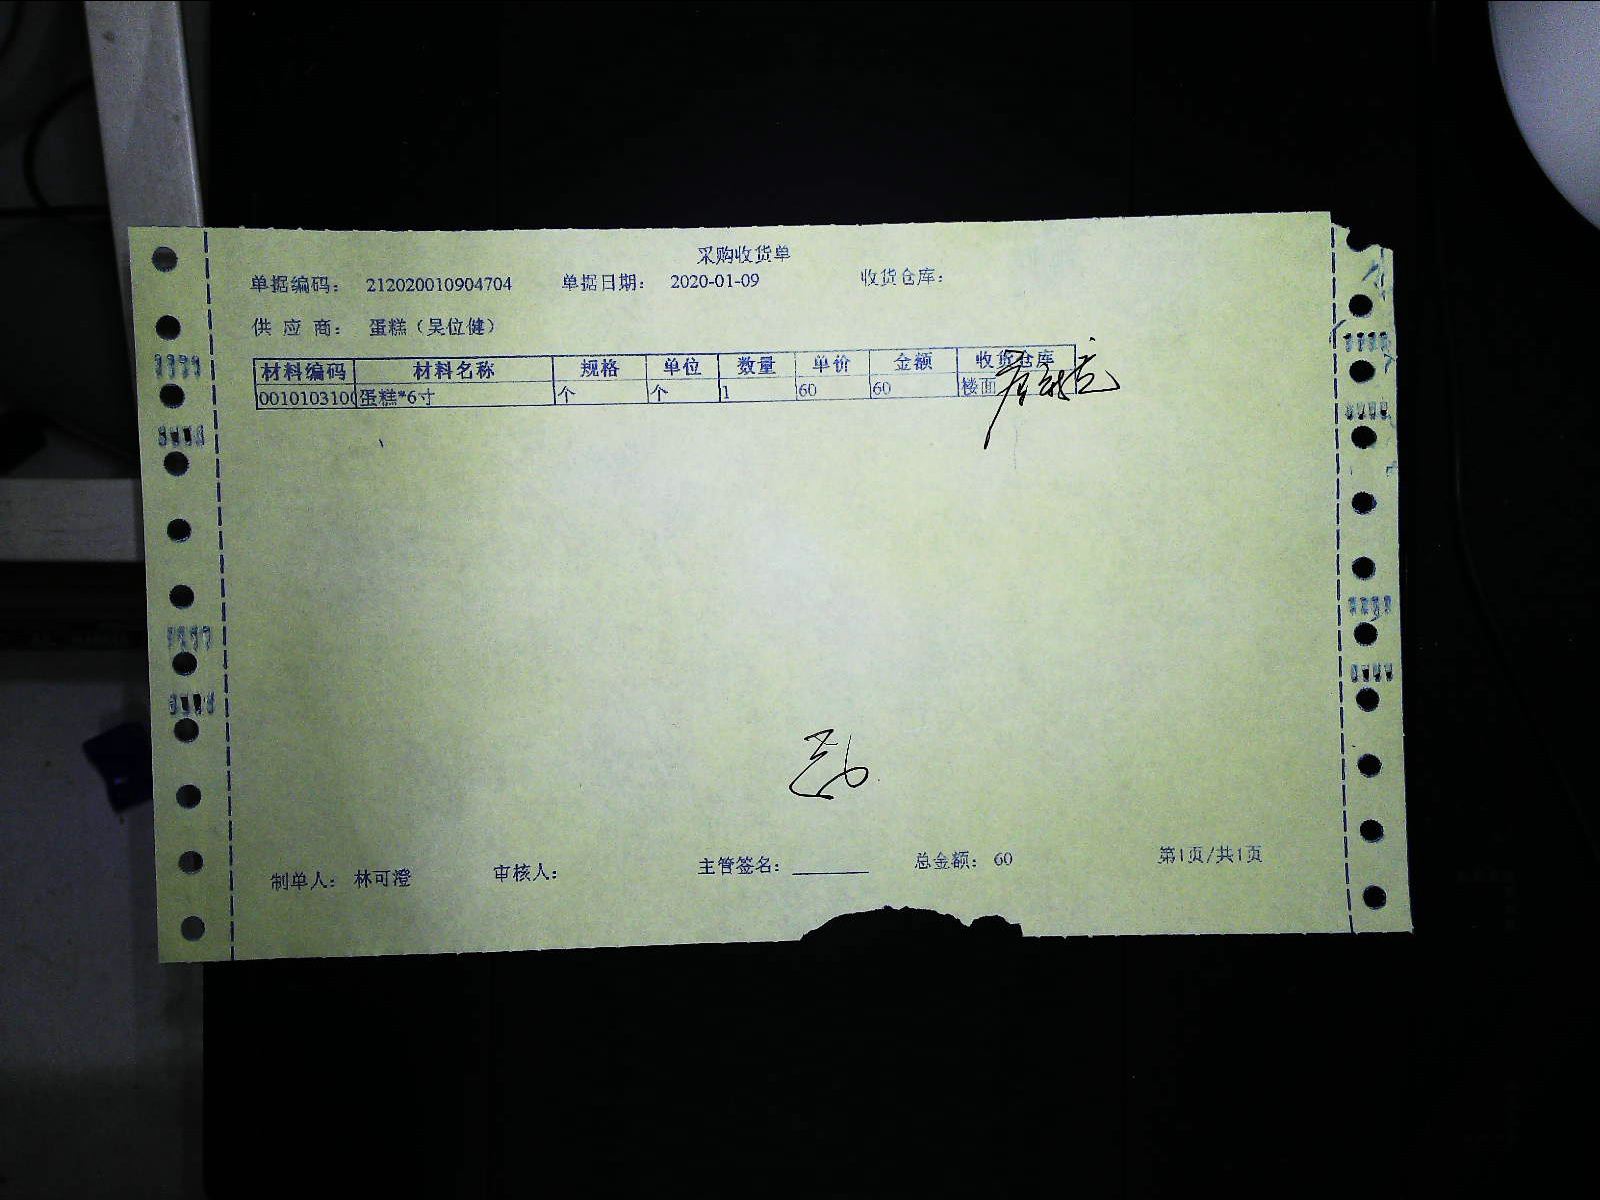 采购收货单
单据编码: 212020010904704 单据日期: 2020-01-09 收货仓库:
供 应 商: 蛋糕（吴位健）
材料编码 材料名称 规格 单位 数量 单价 金额 收货仓库
0010103100 蛋糕*6寸 个 个 1 60 60 楼面
制单人: 林可澄 审核人: 主管签名: ______ 总金额: 60 第1页/共1页